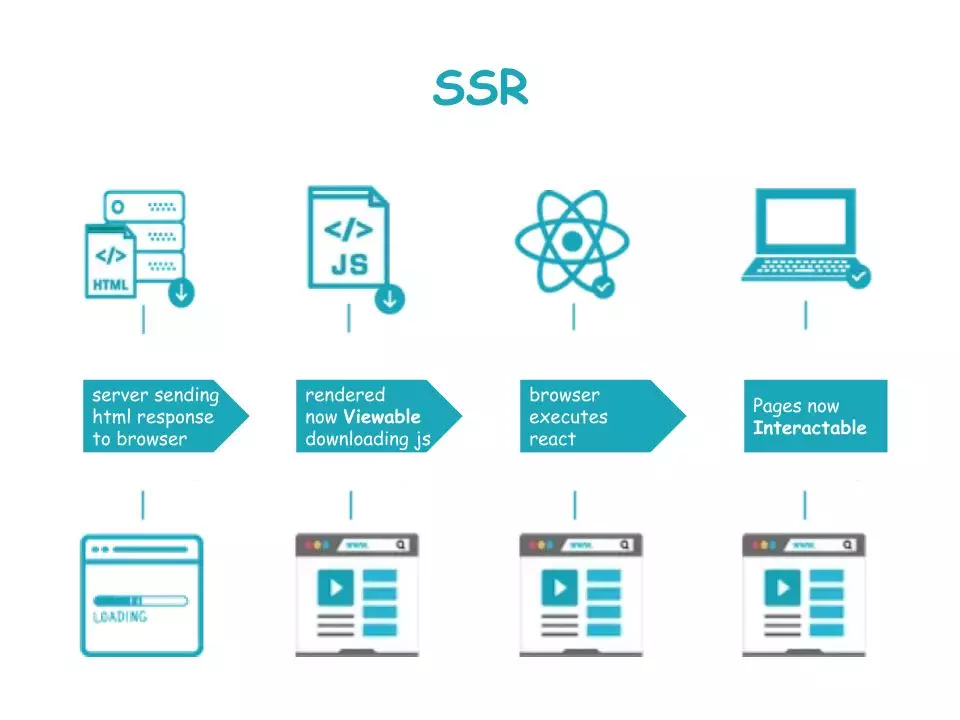 SSR
</>
HTML
</>
JS
server sending
html response
to browser
rendered
now Viewable
downloading js
browser
executes
react
Pages now
Interactable
LOADING
www.
www.
www.